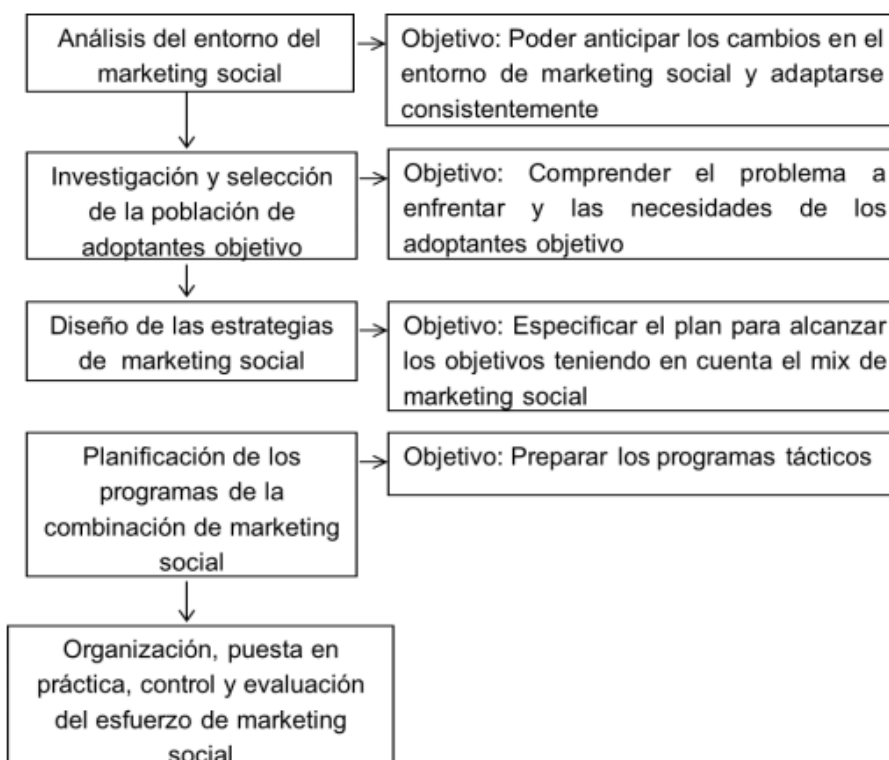 Análisis del entorno del
marketing social
Objetivo: Poder anticipar los cambios en el
entorno de marketing social y adaptarse
consistentemente
Investigación y selección
de la población de
adoptantes objetivo
Objetivo: Comprender el problema a
enfrentar y las necesidades de los
adoptantes objetivo
Diseño de las estrategias
de marketing social
Objetivo: Especificar el plan para alcanzar
los objetivos teniendo en cuenta el mix de
marketing social
Planificación de los
programas de la
combinación de marketing
social
Objetivo: Preparar los programas tácticos
Organización, puesta en
práctica, control y evaluación
del esfuerzo de marketing
social